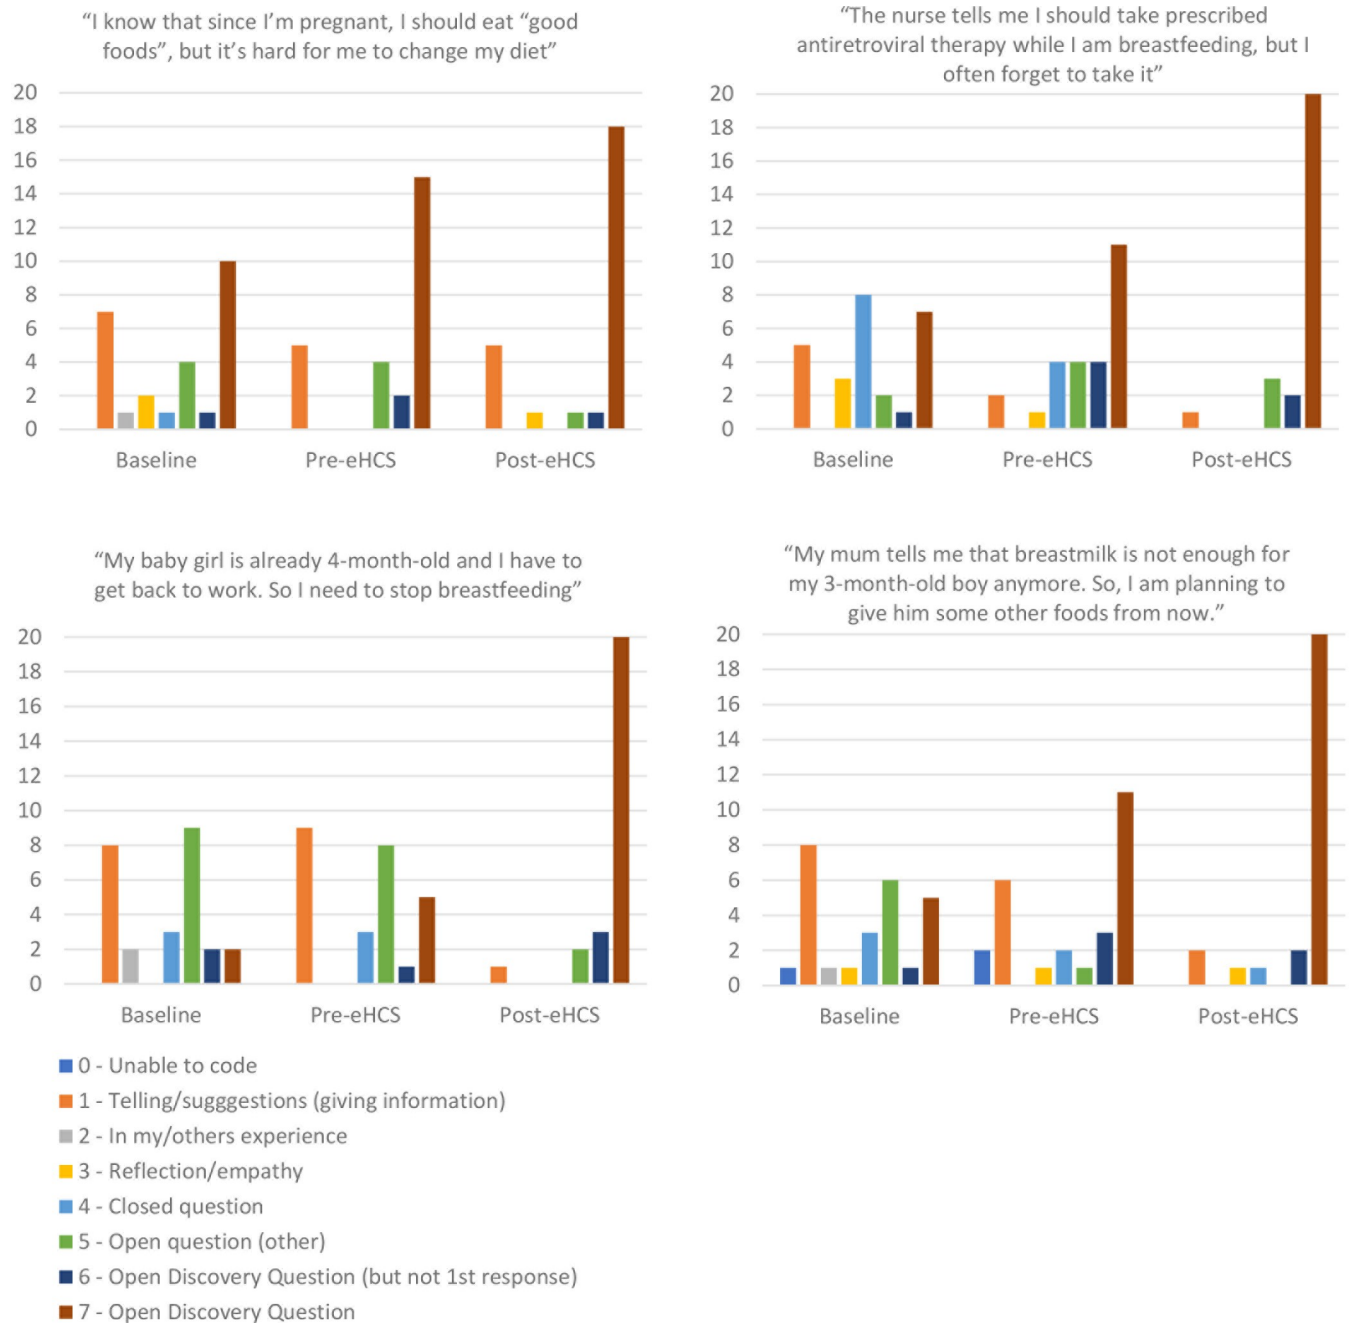 “I know that since I’m pregnant, I should eat “good
foods”, but it’s hard for me to change my diet”
20
18
16
14
12
10
8
6
4
2
0
Baseline
Pre-eHCS
Post-eHCS
“The nurse tells me I should take prescribed
antiretroviral therapy while I am breastfeeding, but I
often forget to take it”
20
18
16
14
12
10
8
6
4
2
0
Baseline
Pre-eHCS
Post-eHCS
“My baby girl is already 4-month-old and I have to
get back to work. So I need to stop breastfeeding”
20
18
16
14
12
10
8
6
4
2
0
Baseline
Pre-eHCS
Post-eHCS
“My mum tells me that breastmilk is not enough for
my 3-month-old boy anymore. So, I am planning to
give him some other foods from now.”
20
18
16
14
12
10
8
6
4
2
0
Baseline
Pre-eHCS
Post-eHCS
0 - Unable to code
1 - Telling/sugggestions (giving information)
2 - In my/others experience
3 - Reflection/empathy
4 - Closed question
5 - Open question (other)
6 - Open Discovery Question (but not 1st response)
7 - Open Discovery Question